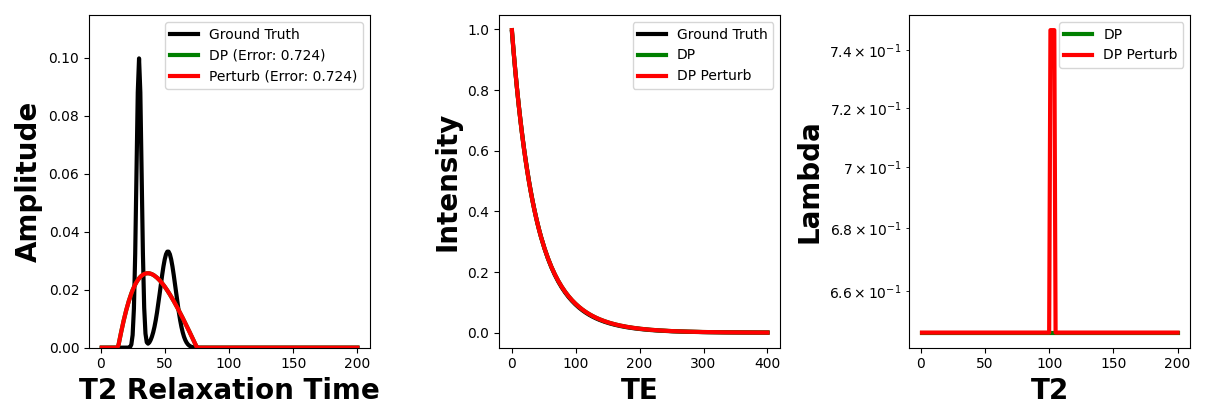 Amplitude
0.10
0.08
0.06
0.04
0.02
0.00
Ground Truth
DP (Error: 0.724)
Perturb (Error: 0.724)
0 50 100 150 200
T2 Relaxation Time
Intensity
1.0
0.8
0.6
0.4
0.2
0.0
Ground Truth
DP
DP Perturb
0 100 200 300 400
TE
Lambda
7.4 × 10⁻¹
7.2 × 10⁻¹
7 × 10⁻¹
6.8 × 10⁻¹
6.6 × 10⁻¹
DP
DP Perturb
0 50 100 150 200
T2